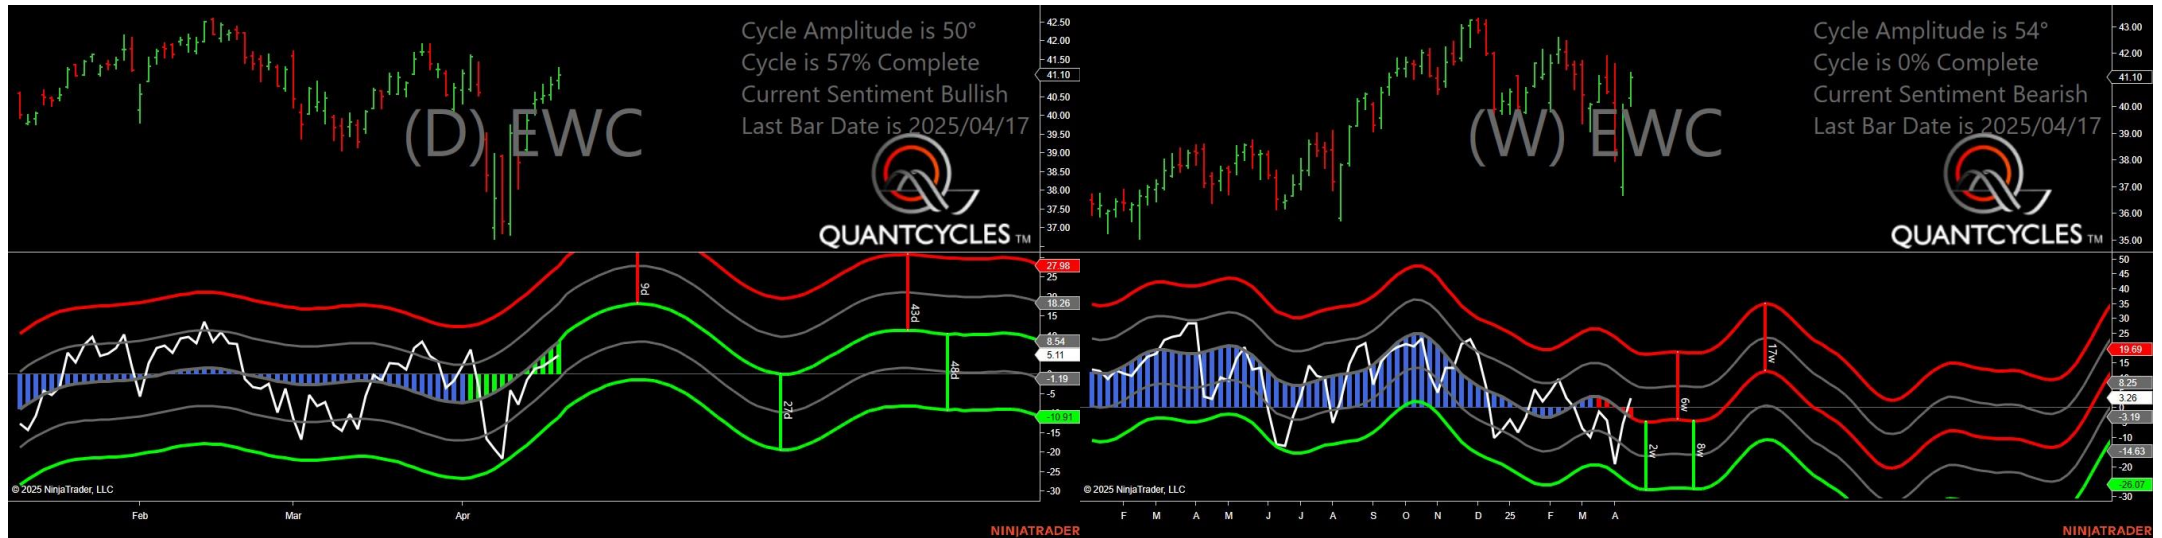 Cycle Amplitude is 50°
Cycle is 57% Complete
Current Sentiment Bullish
Last Bar Date is 2025/04/17
(D) EWC
QUANTCYCLES TM
42.50
42.00
41.50
41.10
40.50
40.00
39.50
39.00
38.50
38.00
37.50
37.00
27.98
25
18.26
15
8.54
5.11
-1.19
-5
-10.91
-15
-20
-25
-30
9d
27d
43d
48d
© 2025 NinjaTrader, LLC
Feb Mar Apr
NINJATRADER
Cycle Amplitude is 54°
Cycle is 0% Complete
Current Sentiment Bearish
Last Bar Date is 2025/04/17
(W) EWC
QUANTCYCLES TM
43.00
42.00
41.10
40.00
39.00
38.00
37.00
36.00
35.00
50
45
40
35
30
25
19.69
15
8.25
3.26
-3.19
-10
-14.63
-20
-26.07
-30
2w
6w
8w
17w
© 2025 NinjaTrader, LLC
F M A M J J A S O N D 25 F M A
NINJATRADER